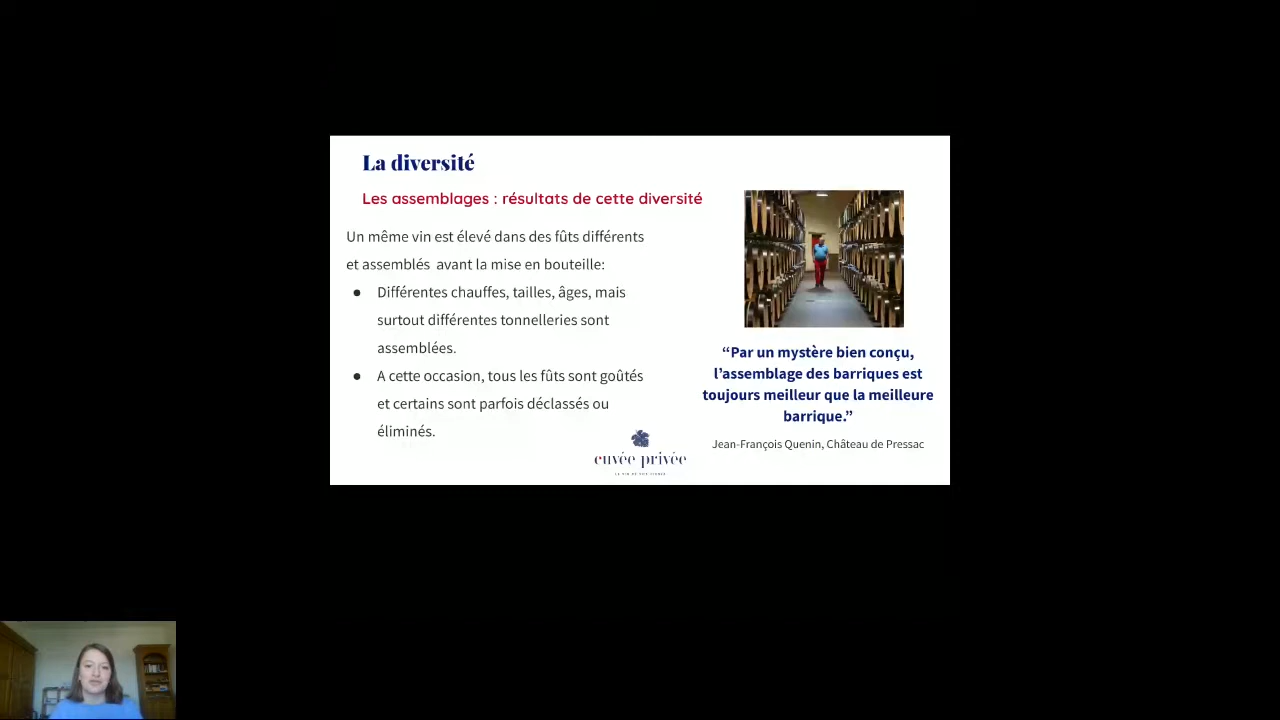 La diversité
Les assemblages : résultats de cette diversité
Un même vin est élevé dans des fûts différents
et assemblés avant la mise en bouteille:
● Différentes chauffes, tailles, âges, mais
surtout différentes tonnelleries sont
assemblées.
● A cette occasion, tous les fûts sont goûtés
et certains sont parfois déclassés ou
éliminés.
“Par un mystère bien conçu,
l’assemblage des barriques est
toujours meilleur que la meilleure
barrique.”
Jean-François Quenin, Château de Pressac
cuvée privée